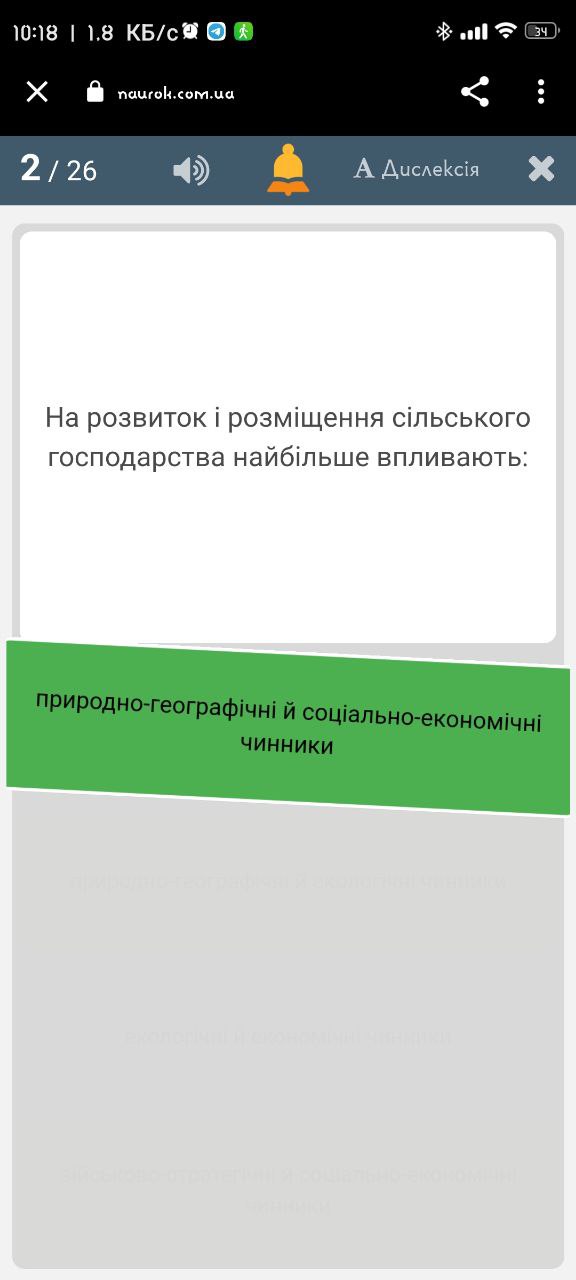 10:18 | 1.8 КБ/с
34
naurok.com.ua
2 / 26
A Дислексія
На розвиток і розміщення сільського
господарства найбільше впливають:
природно-географічні й соціально-економічні
чинники
природно-географічні й екологічні чинники
екологічні й економічні чинники
військово-стратегічні й соціально-економічні
чинники